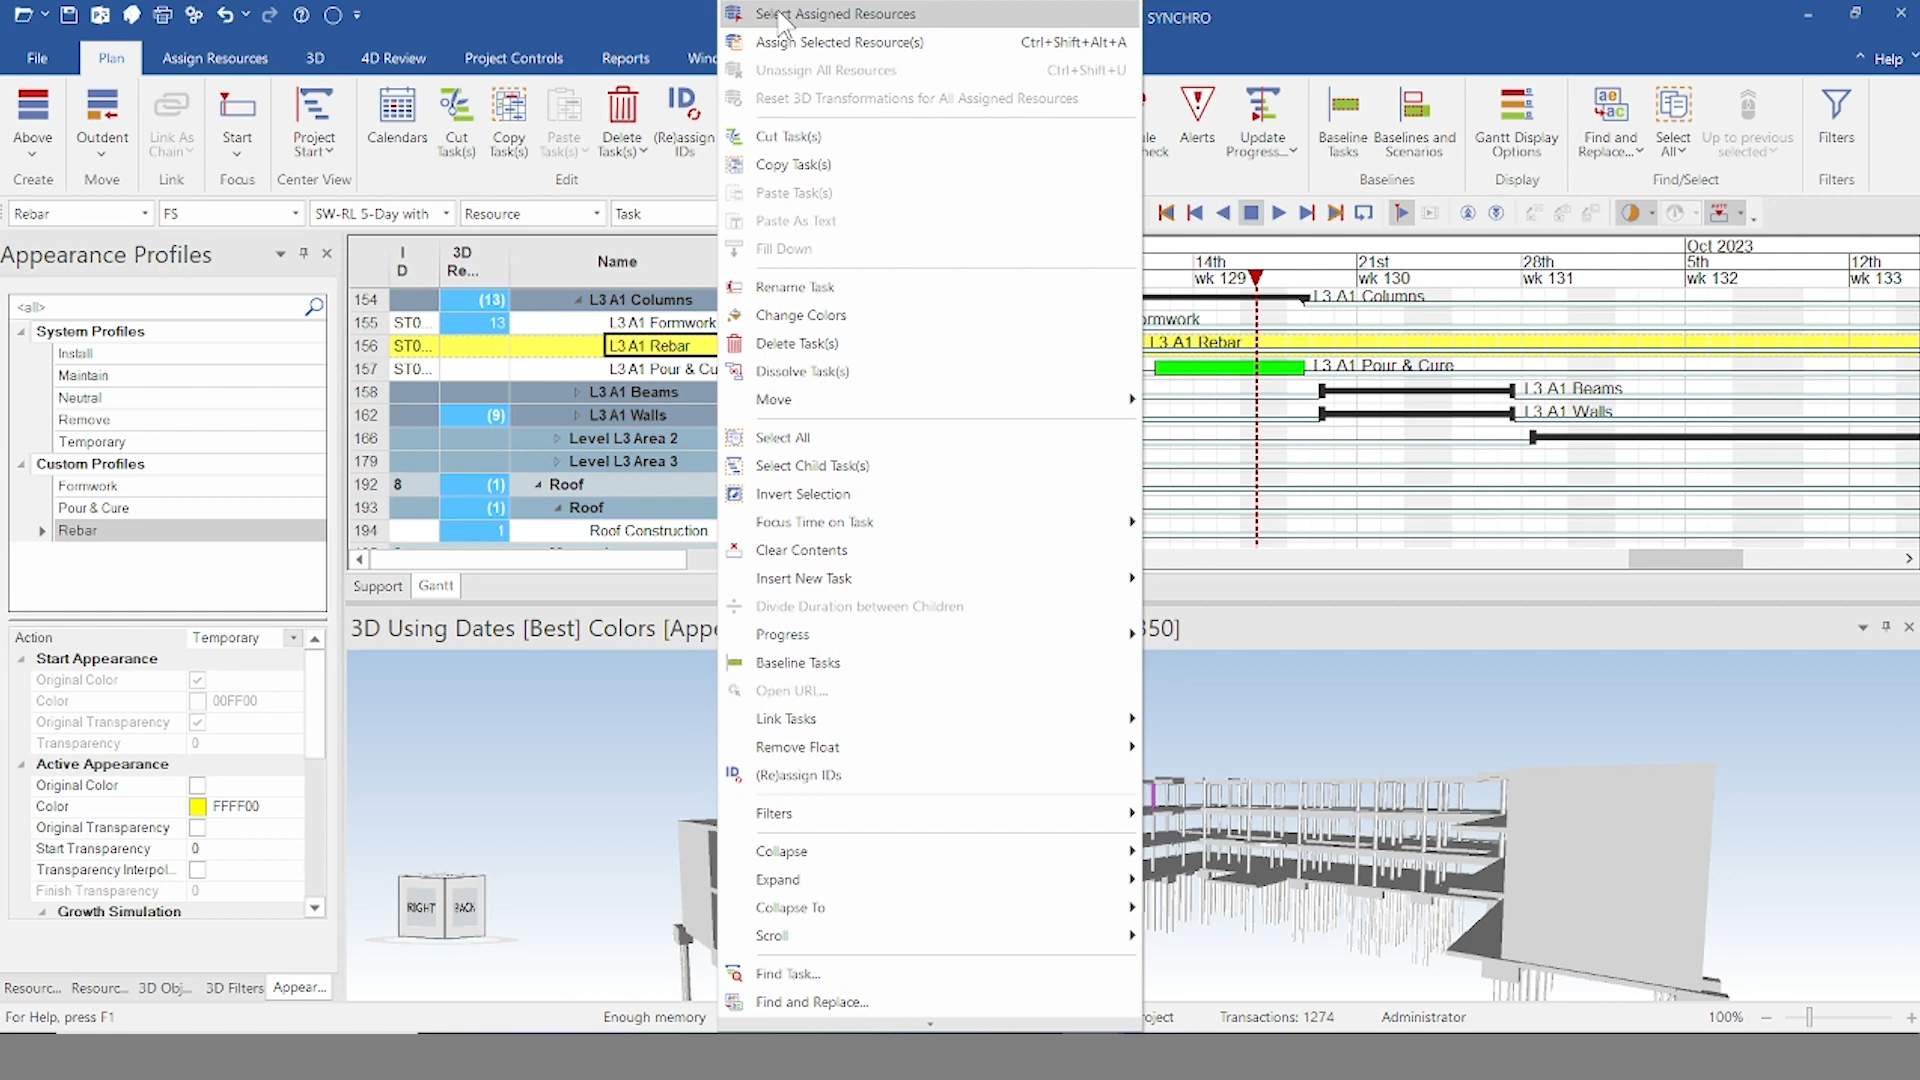 SYNCHRO
File Plan Assign Resources 3D 4D Review Project Controls Reports Help
Above Outdent Link As Chain Start Project Start Calendars Cut Task(s) Copy Task(s) Paste Task(s) Delete Task(s) (Re)assign IDs Alerts Update Progress... Baseline Tasks Baselines and Scenarios Gantt Display Options Find and Replace... Select All Up to previous selected Filters
Create Move Link Focus Center View Edit Baselines Display Find/Select Filters
Rebar FS SW-RL 5-Day with Resource Task
Appearance Profiles
<all>
System Profiles
Install
Maintain
Neutral
Remove
Temporary
Custom Profiles
Formwork
Pour & Cure
Rebar
Action Temporary
Start Appearance
Original Color
Color 00FF00
Original Transparency
Transparency 0
Active Appearance
Original Color
Color FFFF00
Original Transparency
Start Transparency 0
Transparency Interpol...
Finish Transparency 0
Growth Simulation
Resourc... Resourc... 3D Obj... 3D Filters Appear...
For Help, press F1
ID 3D Re... Name
154 (13) L3 A1 Columns
155 ST0... 13 L3 A1 Formwork
156 ST0... L3 A1 Rebar
157 ST0... L3 A1 Pour & Cu
158 L3 A1 Beams
162 (9) L3 A1 Walls
166 Level L3 Area 2
179 Level L3 Area 3
192 8 (1) Roof
193 (1) Roof
194 1 Roof Construction
Support Gantt
3D Using Dates [Best] Colors [Appe
350]
RIGHT BACK
Enough memory
Select Assigned Resources
Assign Selected Resource(s) Ctrl+Shift+Alt+A
Unassign All Resources Ctrl+Shift+U
Reset 3D Transformations for All Assigned Resources
Cut Task(s)
Copy Task(s)
Paste Task(s)
Paste As Text
Fill Down
Rename Task
Change Colors
Delete Task(s)
Dissolve Task(s)
Move
Select All
Select Child Task(s)
Invert Selection
Focus Time on Task
Clear Contents
Insert New Task
Divide Duration between Children
Progress
Baseline Tasks
Open URL...
Link Tasks
Remove Float
(Re)assign IDs
Filters
Collapse
Expand
Collapse To
Scroll
Find Task...
Find and Replace...
Oct 2023
14th 21st 28th 5th 12th
wk 129 wk 130 wk 131 wk 132 wk 133
L3 A1 Columns
ormwork
L3 A1 Rebar
L3 A1 Pour & Cure
L3 A1 Beams
L3 A1 Walls
oject Transactions: 1274 Administrator 100%